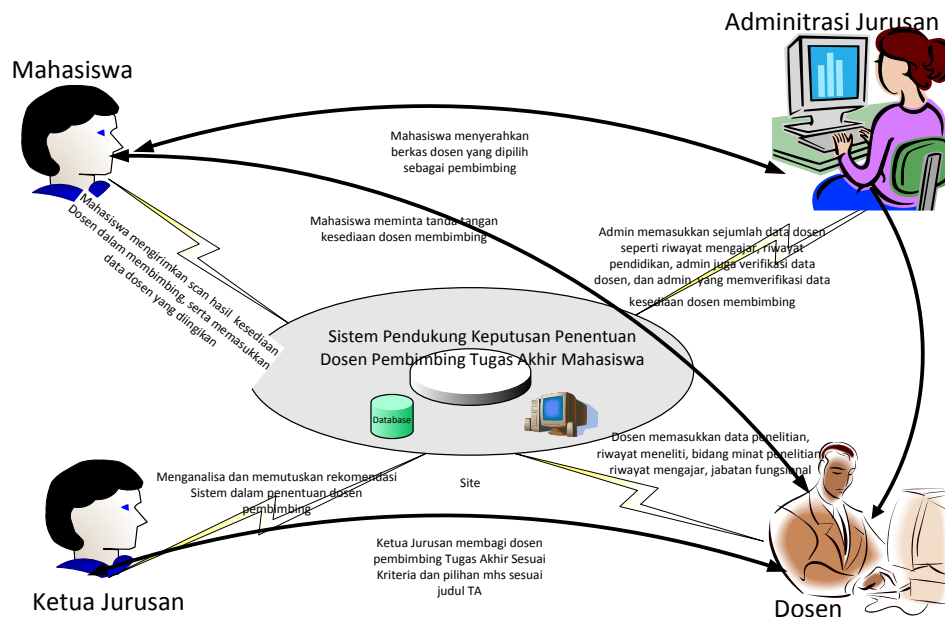 Adminitrasi Jurusan
Mahasiswa
Mahasiswa menyerahkan
berkas dosen yang dipilih
sebagai pembimbing
Mahasiswa meminta tanda tangan
kesediaan dosen membimbing
Mahasiswa mengirimkan scan hasil kesediaan
Dosen dalam membimbing, serta memasukkan
data dosen yang diingikan
Admin memasukkan sejumlah data dosen
seperti riwayat mengajar, riwayat
pendidikan, admin juga verifikasi data
dosen, dan admin yang memverifikasi data
kesediaan dosen membimbing
Sistem Pendukung Keputusan Penentuan
Dosen Pembimbing Tugas Akhir Mahasiswa
Database
Dosen memasukkan data penelitian,
riwayat meneliti, bidang minat penelitian
riwayat mengajar, jabatan fungsional
Menganalisa dan memutuskan rekomendasi
Sistem dalam penentuan dosen
pembimbing
Site
Ketua Jurusan membagi dosen
pembimbing Tugas Akhir Sesuai
Kriteria dan pilihan mhs sesuai
judul TA
Ketua Jurusan
Dosen